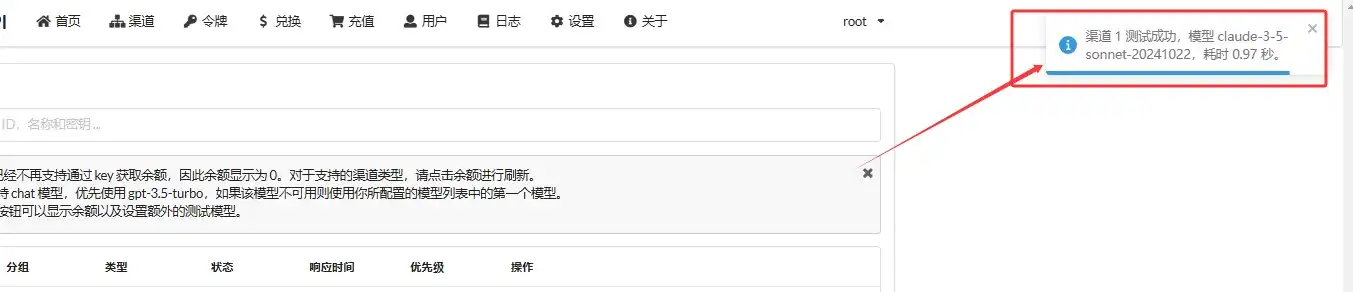 PI 首页 渠道 令牌 兑换 充值 用户 日志 设置 关于 root
渠道 1 测试成功，模型 claude-3-5-
sonnet-20241022，耗时 0.97 秒。
ID，名称和密钥 ...
已经不再支持通过 key 获取余额，因此余额显示为 0。对于支持的渠道类型，请点击余额进行刷新。
持 chat 模型，优先使用 gpt-3.5-turbo，如果该模型不可用则使用你所配置的模型列表中的第一个模型。
按钮可以显示余额以及设置额外的测试模型。
分组 类型 状态 响应时间 优先级 操作